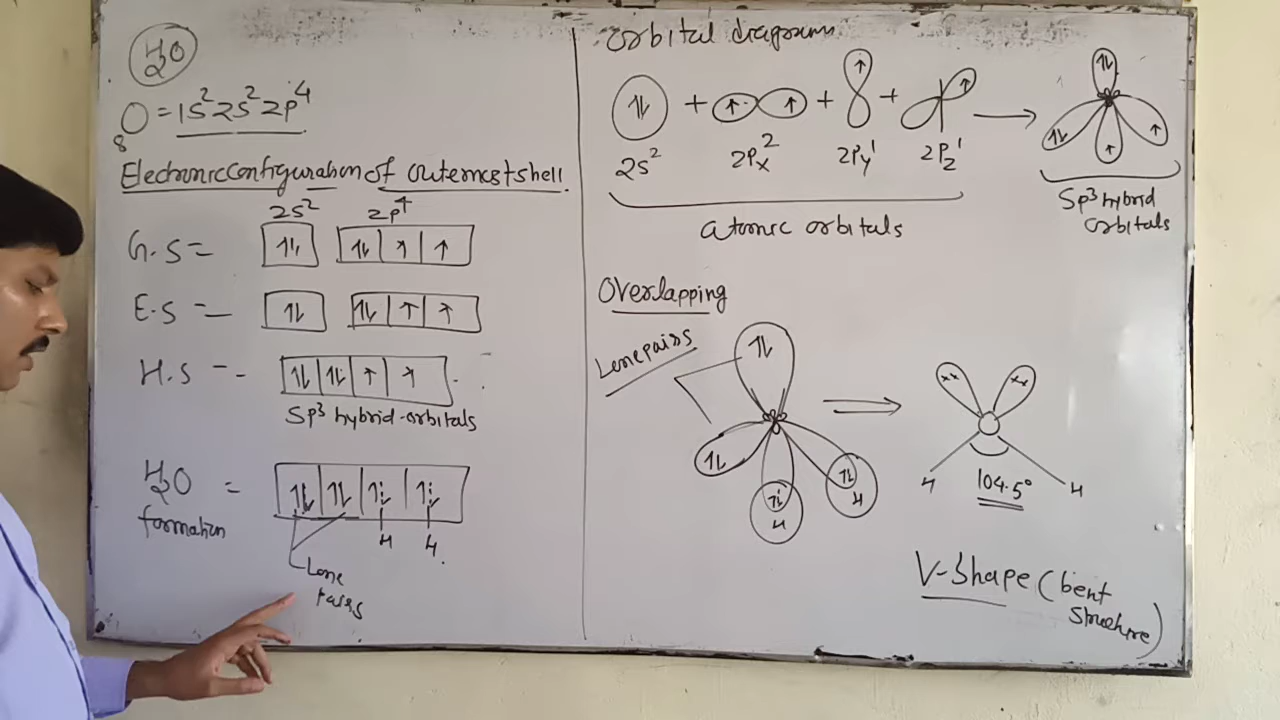 H2O
8O = 1s² 2s² 2p⁴
Electronic configuration of outermost shell
2s² 2p⁴
G.S = ↑↓ ↑↓ ↑ ↑
E.S = ↑↓ ↑↓ ↑ ↑
H.S = ↑↓ ↑↓ ↑ ↑
Sp³ hybrid-orbitals
H2O = ↑↓ ↑↓ ↑⇂ ↑⇂
formation
H H
Lone
Pairs
Orbital diagram
↑↓ + ↑ ↑ + ↑ + ↑ → ↑↓ ↑↓ ↑ ↑
2s² 2Px² 2Py¹ 2Pz¹
Sp³ hybrid
orbitals
atomic orbitals
Overlapping
Lone pairs
↑↓
↑↓ ↑⇂ H ↑↓ H
xx xx
H 104.5° H
V-Shape (bent
structure)